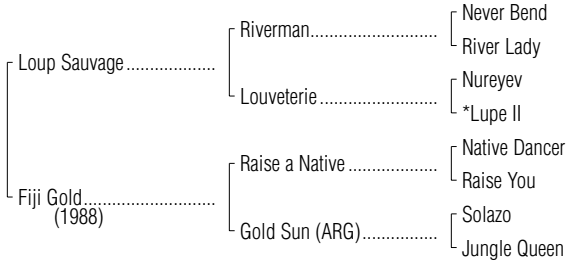 Never Bend
Riverman
River Lady
Loup Sauvage
Nureyev
Louveterie
*Lupe II
Native Dancer
Raise a Native
Raise You
Fiji Gold
(1988)
Solazo
Gold Sun (ARG)
Jungle Queen